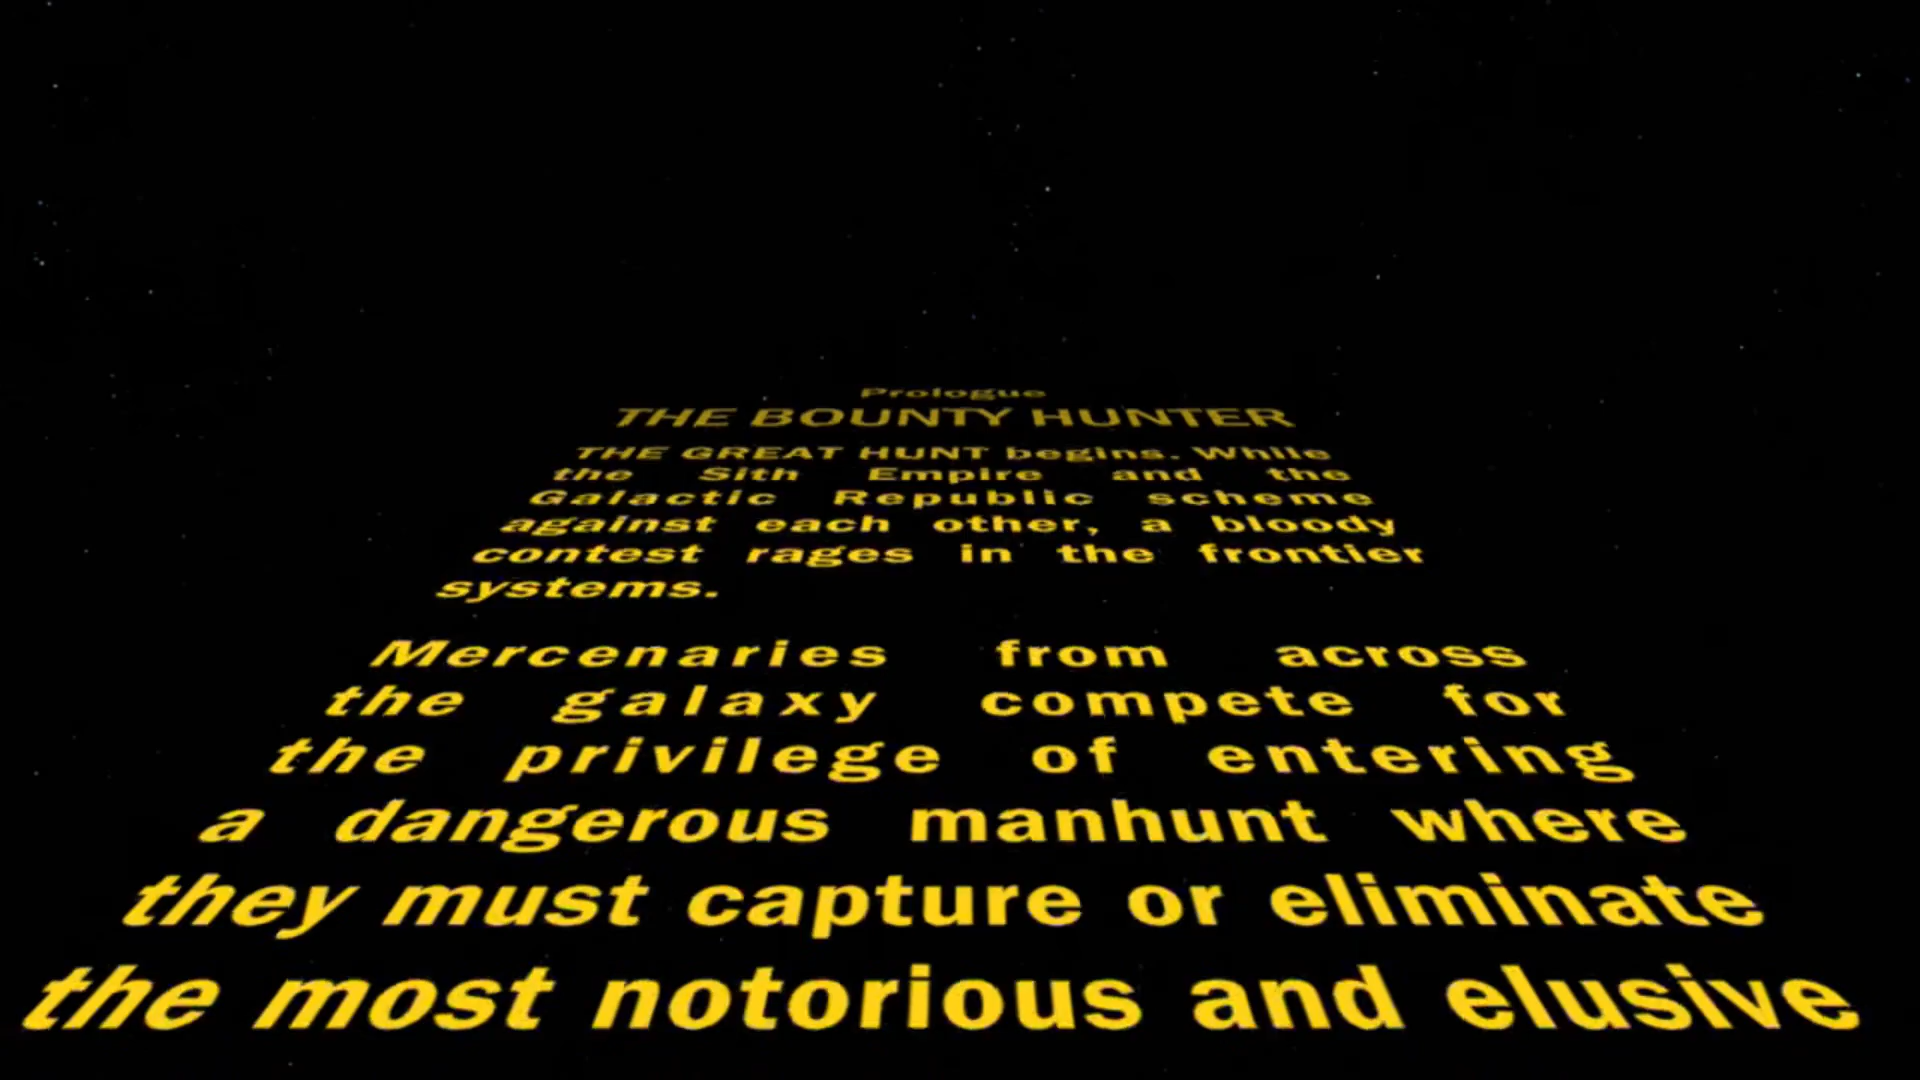 Prologue
THE BOUNTY HUNTER
THE GREAT HUNT begins. While
the Sith Empire and the
Galactic Republic scheme
against each other, a bloody
contest rages in the frontier
systems.
Mercenaries from across
the galaxy compete for
the privilege of entering
a dangerous manhunt where
they must capture or eliminate
the most notorious and elusive